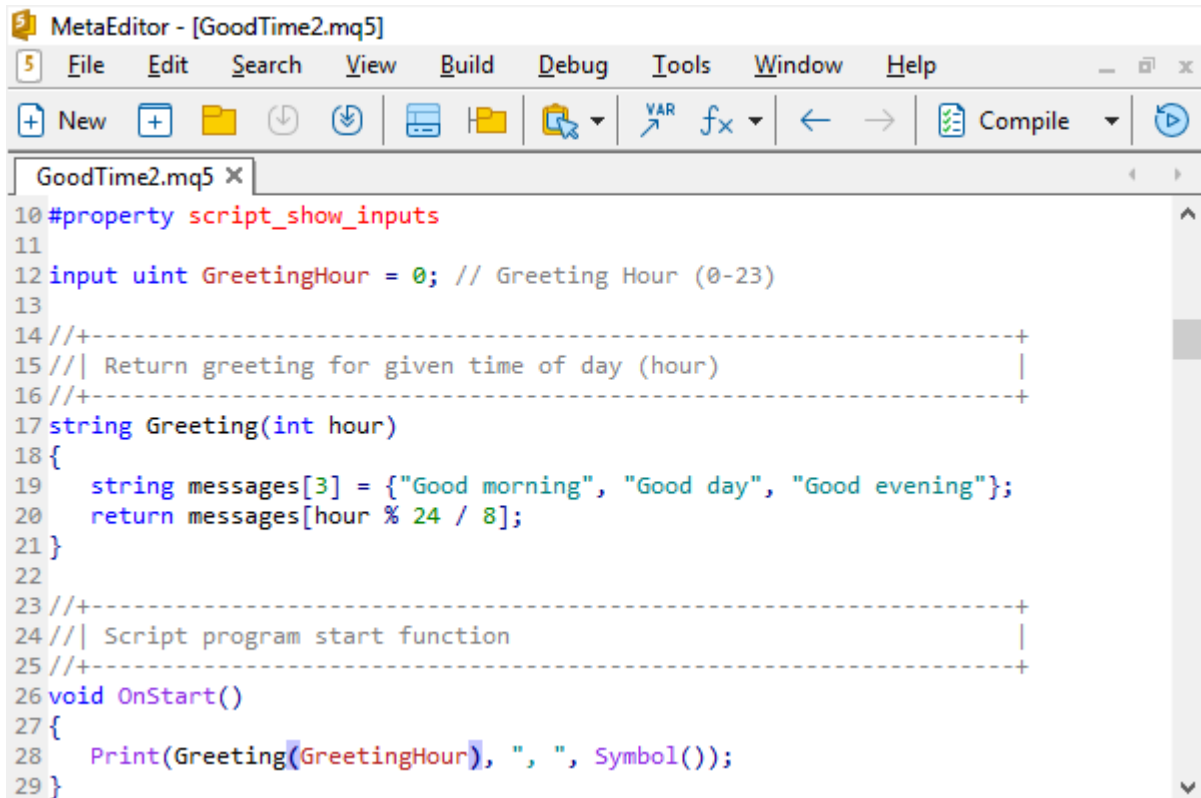 MetaEditor - [GoodTime2.mq5]
File Edit Search View Build Debug Tools Window Help
New VAR fx Compile
GoodTime2.mq5
10 #property script_show_inputs
11
12 input uint GreetingHour = 0; // Greeting Hour (0-23)
13
14 //+------------------------------------------------------------------+
15 //| Return greeting for given time of day (hour)                     |
16 //+------------------------------------------------------------------+
17 string Greeting(int hour)
18 {
19    string messages[3] = {"Good morning", "Good day", "Good evening"};
20    return messages[hour % 24 / 8];
21 }
22
23 //+------------------------------------------------------------------+
24 //| Script program start function                                    |
25 //+------------------------------------------------------------------+
26 void OnStart()
27 {
28    Print(Greeting(GreetingHour), ", ", Symbol());
29 }